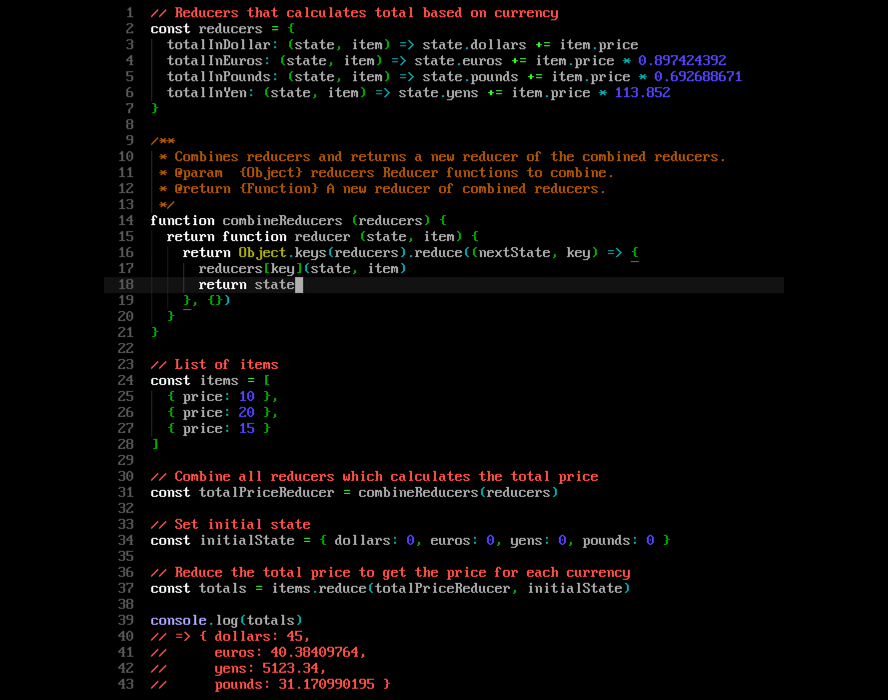 1 // Reducers that calculates total based on currency
2 const reducers = {
3   totalInDollar: (state, item) => state.dollars += item.price
4   totalInEuros: (state, item) => state.euros += item.price * 0.897424392
5   totalInPounds: (state, item) => state.pounds += item.price * 0.692688671
6   totalInYen: (state, item) => state.yens += item.price * 113.852
7 }
8
9 /**
10  * Combines reducers and returns a new reducer of the combined reducers.
11  * @param  {Object} reducers Reducer functions to combine.
12  * @return {Function} A new reducer of combined reducers.
13  */
14 function combineReducers (reducers) {
15   return function reducer (state, item) {
16     return Object.keys(reducers).reduce((nextState, key) => {
17       reducers[key](state, item)
18       return state
19     }, {})
20   }
21 }
22
23 // List of items
24 const items = [
25   { price: 10 },
26   { price: 20 },
27   { price: 15 }
28 ]
29
30 // Combine all reducers which calculates the total price
31 const totalPriceReducer = combineReducers(reducers)
32
33 // Set initial state
34 const initialState = { dollars: 0, euros: 0, yens: 0, pounds: 0 }
35
36 // Reduce the total price to get the price for each currency
37 const totals = items.reduce(totalPriceReducer, initialState)
38
39 console.log(totals)
40 // => { dollars: 45,
41 //      euros: 40.38409764,
42 //      yens: 5123.34,
43 //      pounds: 31.170990195 }